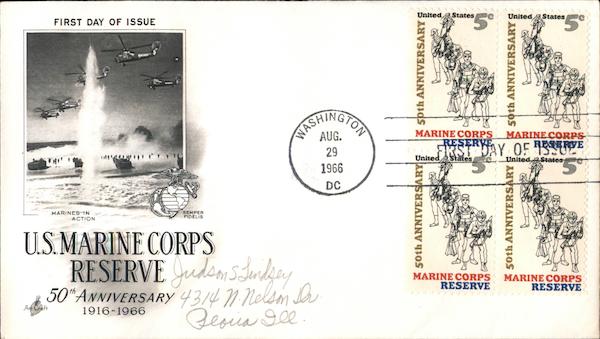 FIRST DAY OF ISSUE
MARINES IN
ACTION
SEMPER
FIDELIS
U.S. MARINE CORPS
RESERVE
50th ANNIVERSARY
1916-1966
ArtCraft
Judson S. Lindsey
4314 N. Nelson Dr
Peoria Ill.
WASHINGTON
AUG.
29
1966
DC
FIRST DAY OF ISSUE
United States 5c
50th ANNIVERSARY
MARINE CORPS
RESERVE
United States 5c
50th ANNIVERSARY
MARINE CORPS
RESERVE
United States 5c
50th ANNIVERSARY
MARINE CORPS
RESERVE
United States 5c
50th ANNIVERSARY
MARINE CORPS
RESERVE